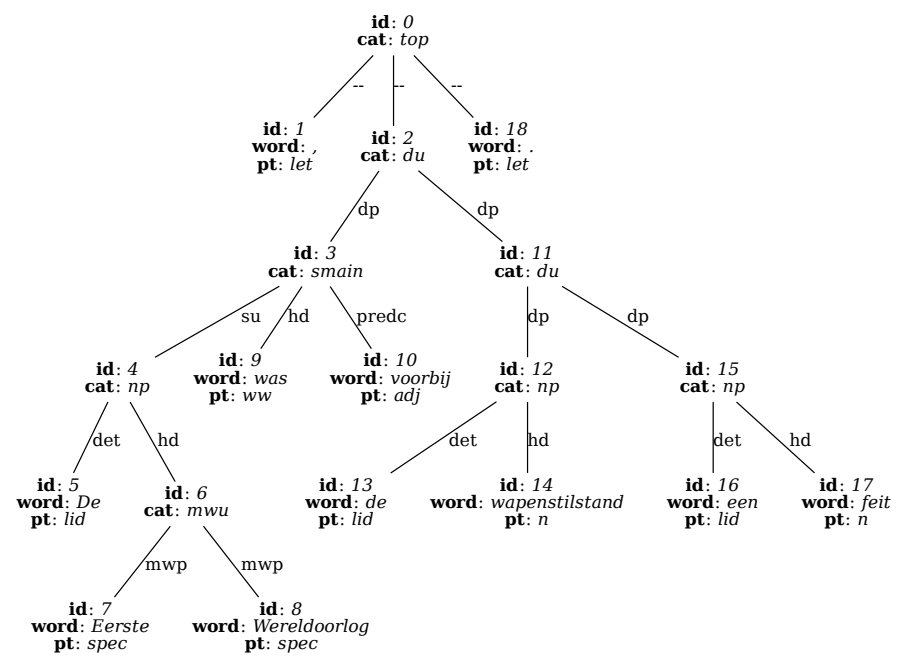 id: 0
cat: top
-- -- --
id: 1
word: ,
pt: let
id: 2
cat: du
id: 18
word: .
pt: let
dp dp
id: 3
cat: smain
id: 11
cat: du
su hd predc dp dp
id: 4
cat: np
id: 9
word: was
pt: ww
id: 10
word: voorbij
pt: adj
id: 12
cat: np
id: 15
cat: np
det hd det hd det hd
id: 5
word: De
pt: lid
id: 6
cat: mwu
id: 13
word: de
pt: lid
id: 14
word: wapenstilstand
pt: n
id: 16
word: een
pt: lid
id: 17
word: feit
pt: n
mwp mwp
id: 7
word: Eerste
pt: spec
id: 8
word: Wereldoorlog
pt: spec